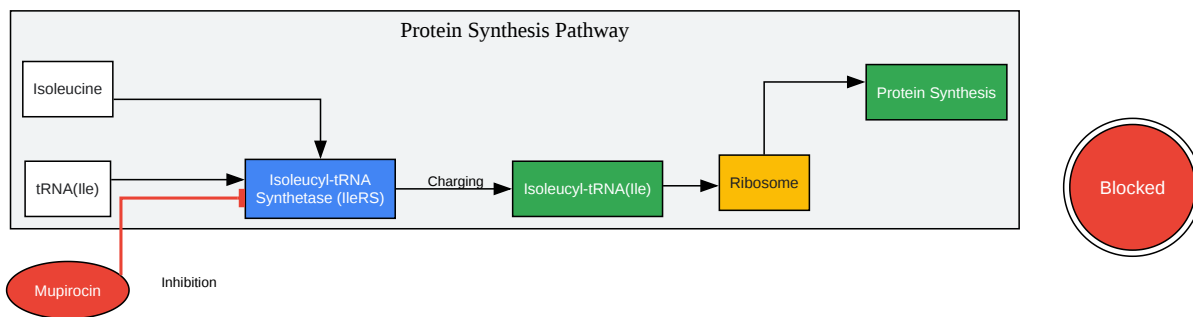 Protein Synthesis Pathway
Isoleucine
Protein Synthesis
tRNA(Ile)
Isoleucyl-tRNA
Synthetase (IleRS)
Charging
Isoleucyl-tRNA(Ile)
Ribosome
Blocked
Mupirocin
Inhibition